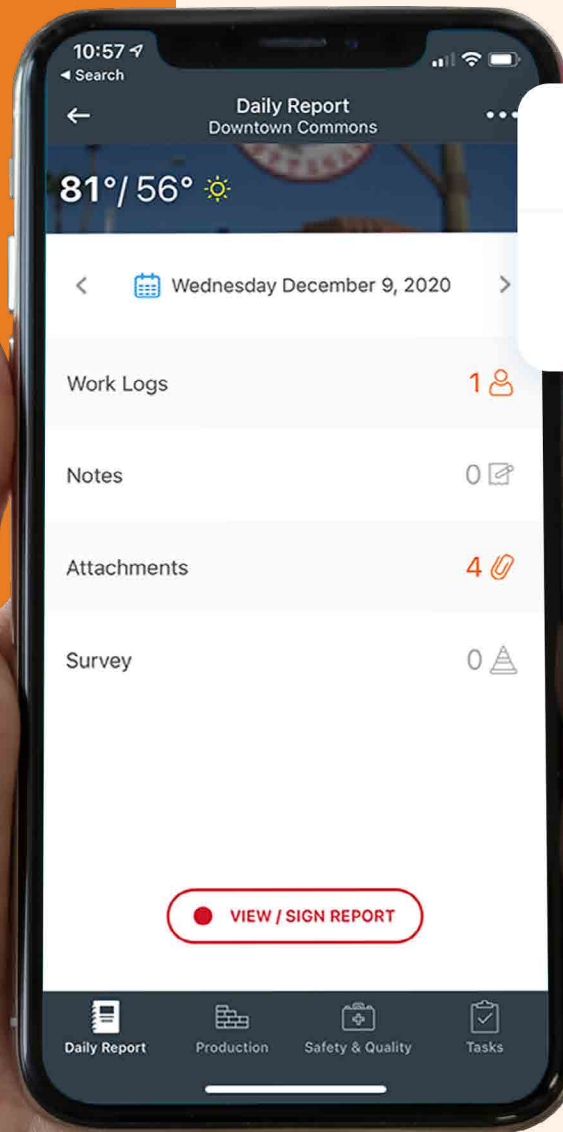 10:57
◀ Search
Daily Report
Downtown Commons
81°/ 56°
Wednesday December 9, 2020
Work Logs 1
Notes 0
Attachments 4
Survey 0
VIEW / SIGN REPORT
Daily Report Production Safety & Quality Tasks